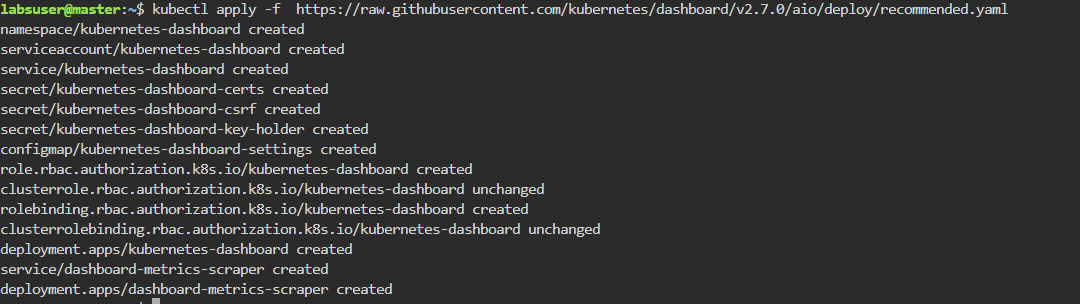 labsuser@master:~$ kubectl apply -f  https://raw.githubusercontent.com/kubernetes/dashboard/v2.7.0/aio/deploy/recommended.yaml
namespace/kubernetes-dashboard created
serviceaccount/kubernetes-dashboard created
service/kubernetes-dashboard created
secret/kubernetes-dashboard-certs created
secret/kubernetes-dashboard-csrf created
secret/kubernetes-dashboard-key-holder created
configmap/kubernetes-dashboard-settings created
role.rbac.authorization.k8s.io/kubernetes-dashboard created
clusterrole.rbac.authorization.k8s.io/kubernetes-dashboard unchanged
rolebinding.rbac.authorization.k8s.io/kubernetes-dashboard created
clusterrolebinding.rbac.authorization.k8s.io/kubernetes-dashboard unchanged
deployment.apps/kubernetes-dashboard created
service/dashboard-metrics-scraper created
deployment.apps/dashboard-metrics-scraper created